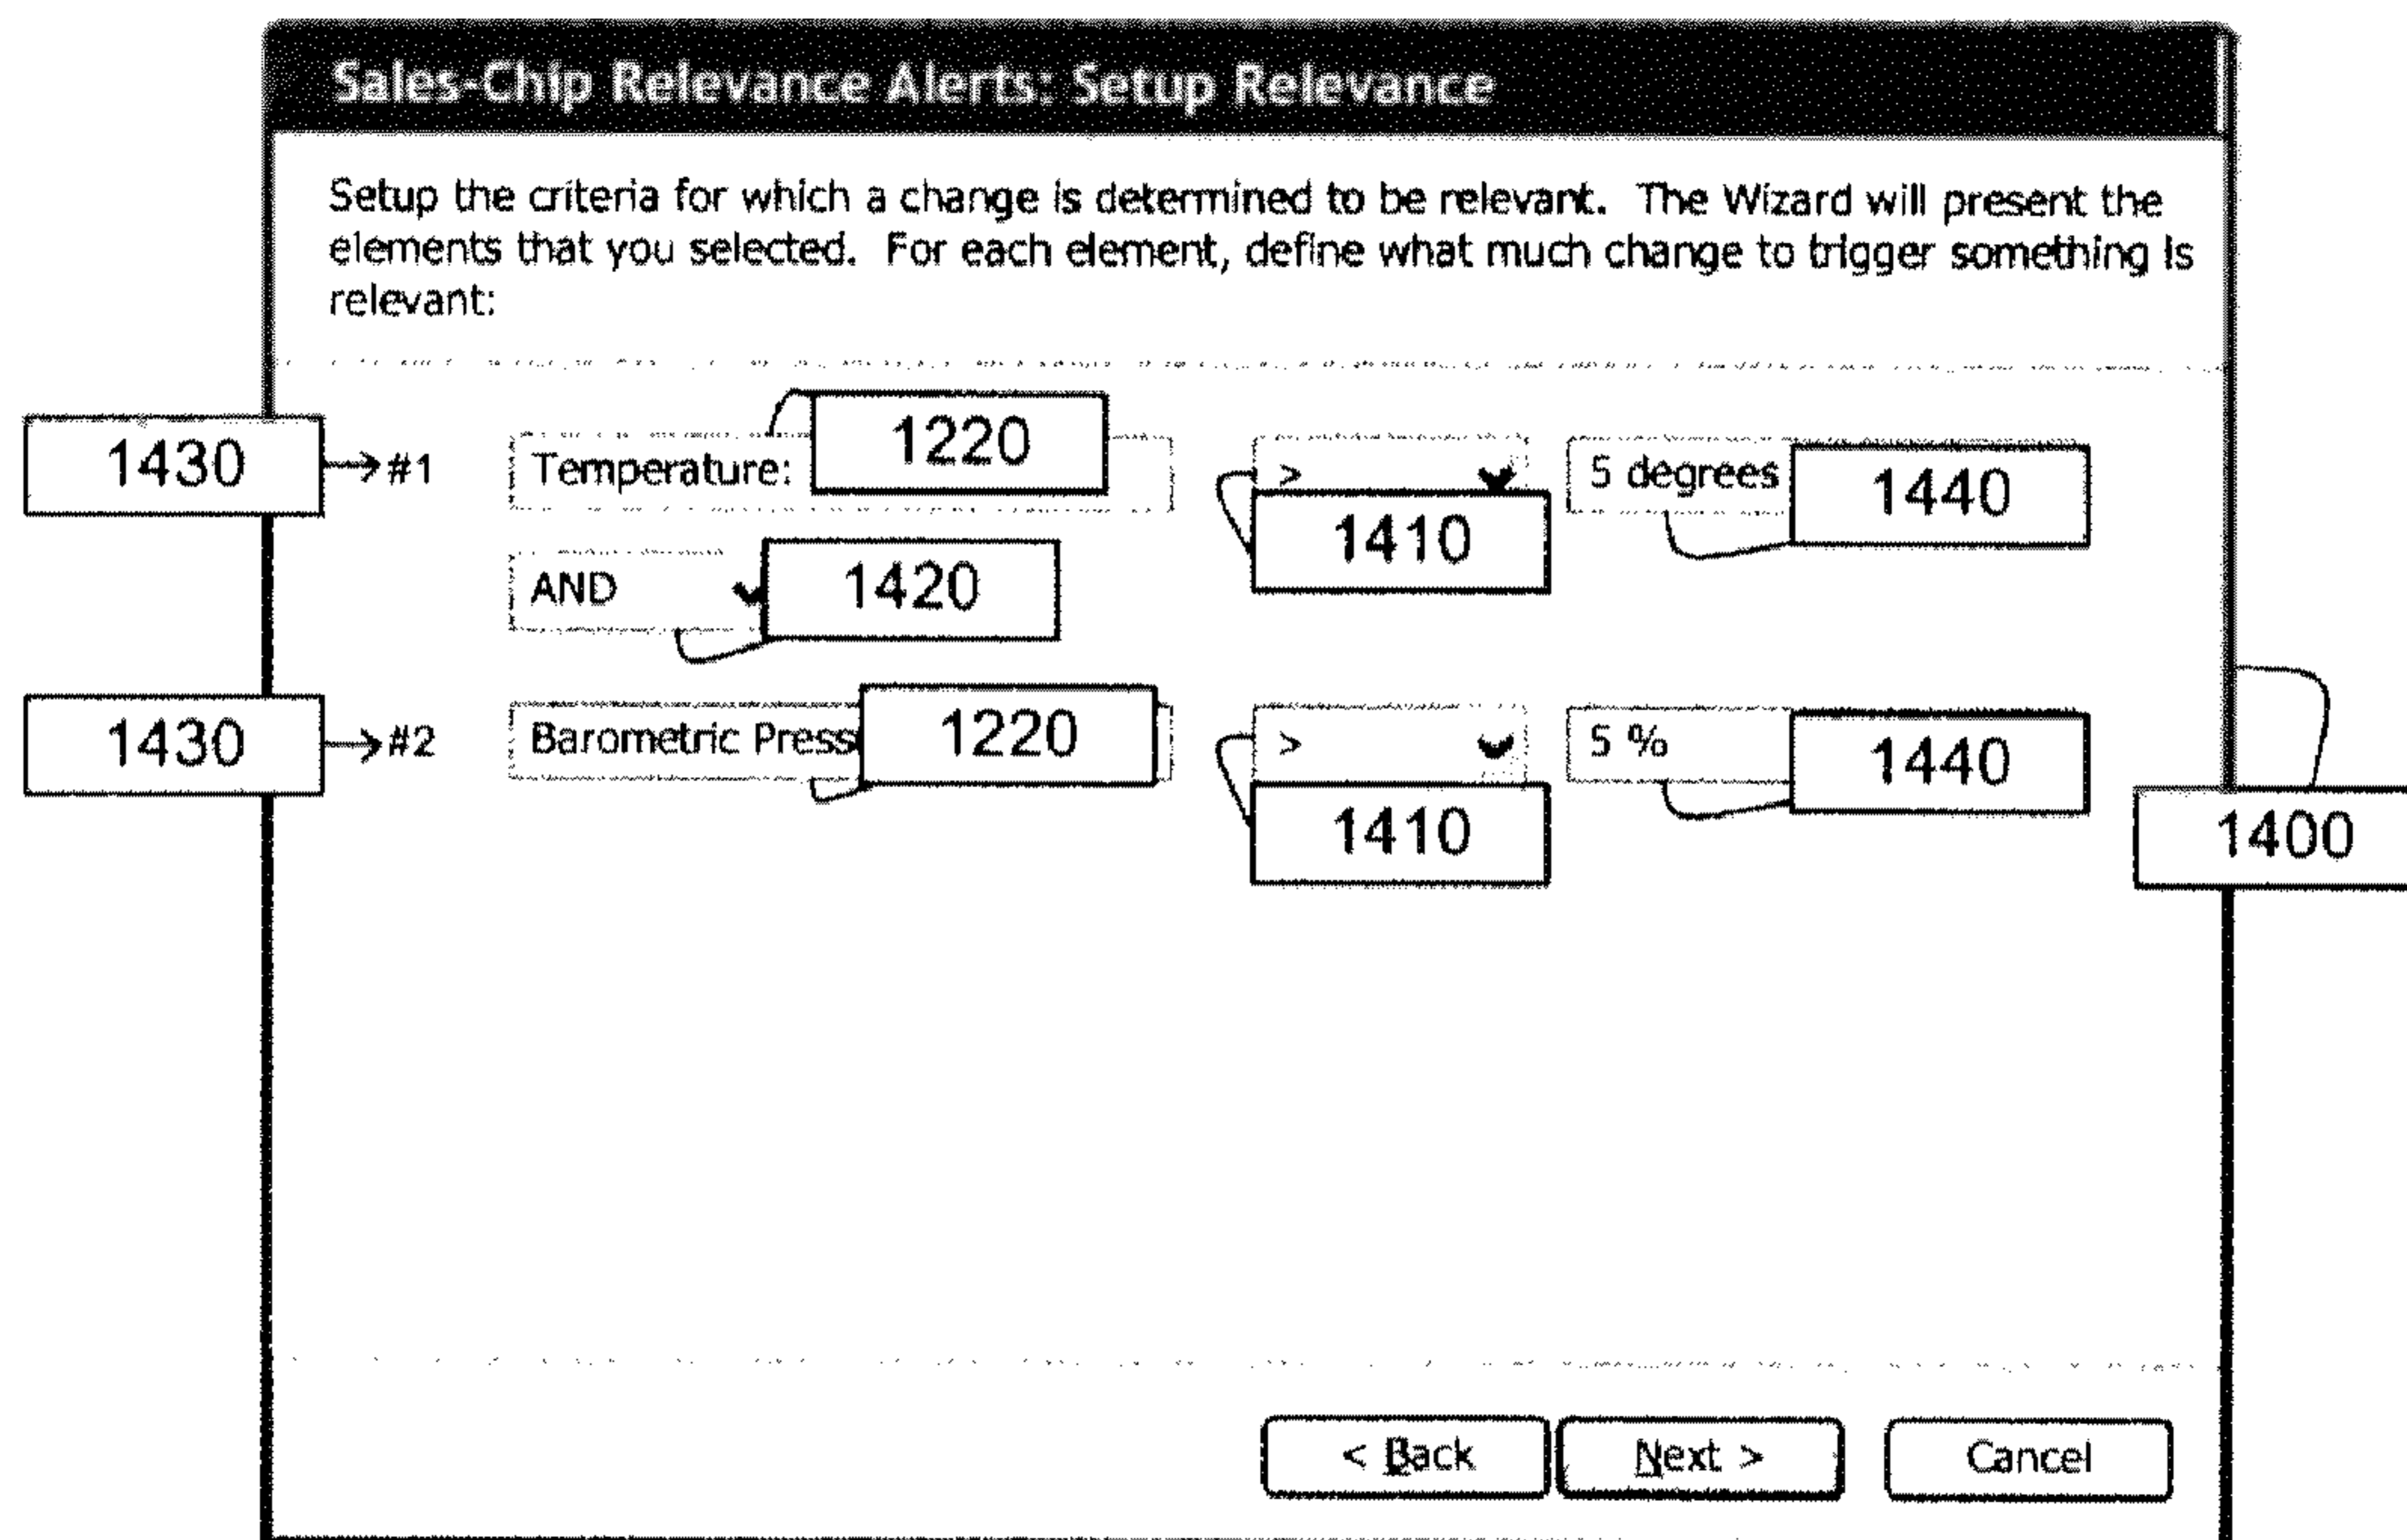 Sales-Chip Relevance Alerts: Setup Relevance
Setup the criteria for which a change is determined to be relevant. The Wizard will present the
elements that you selected. For each element, define what much change to trigger something is
relevant:
1430 #1 Temperature: 1220 > 5 degrees 1440
1410
AND 1420
1430 #2 Barometric Press 1220 > 5 % 1440
1410
1400
< Back Next > Cancel